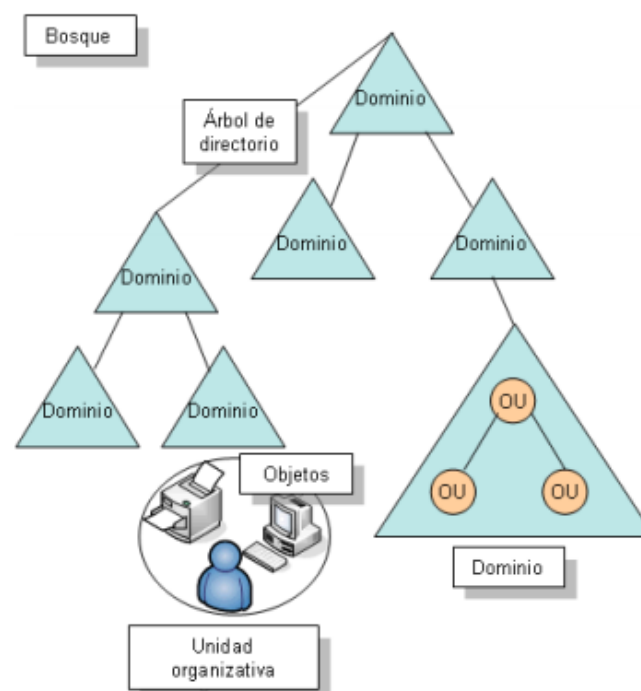 Bosque
Dominio
Árbol de
directorio
Dominio
Dominio
Dominio
Dominio
Dominio
OU
OU
OU
Objetos
Dominio
Unidad
organizativa